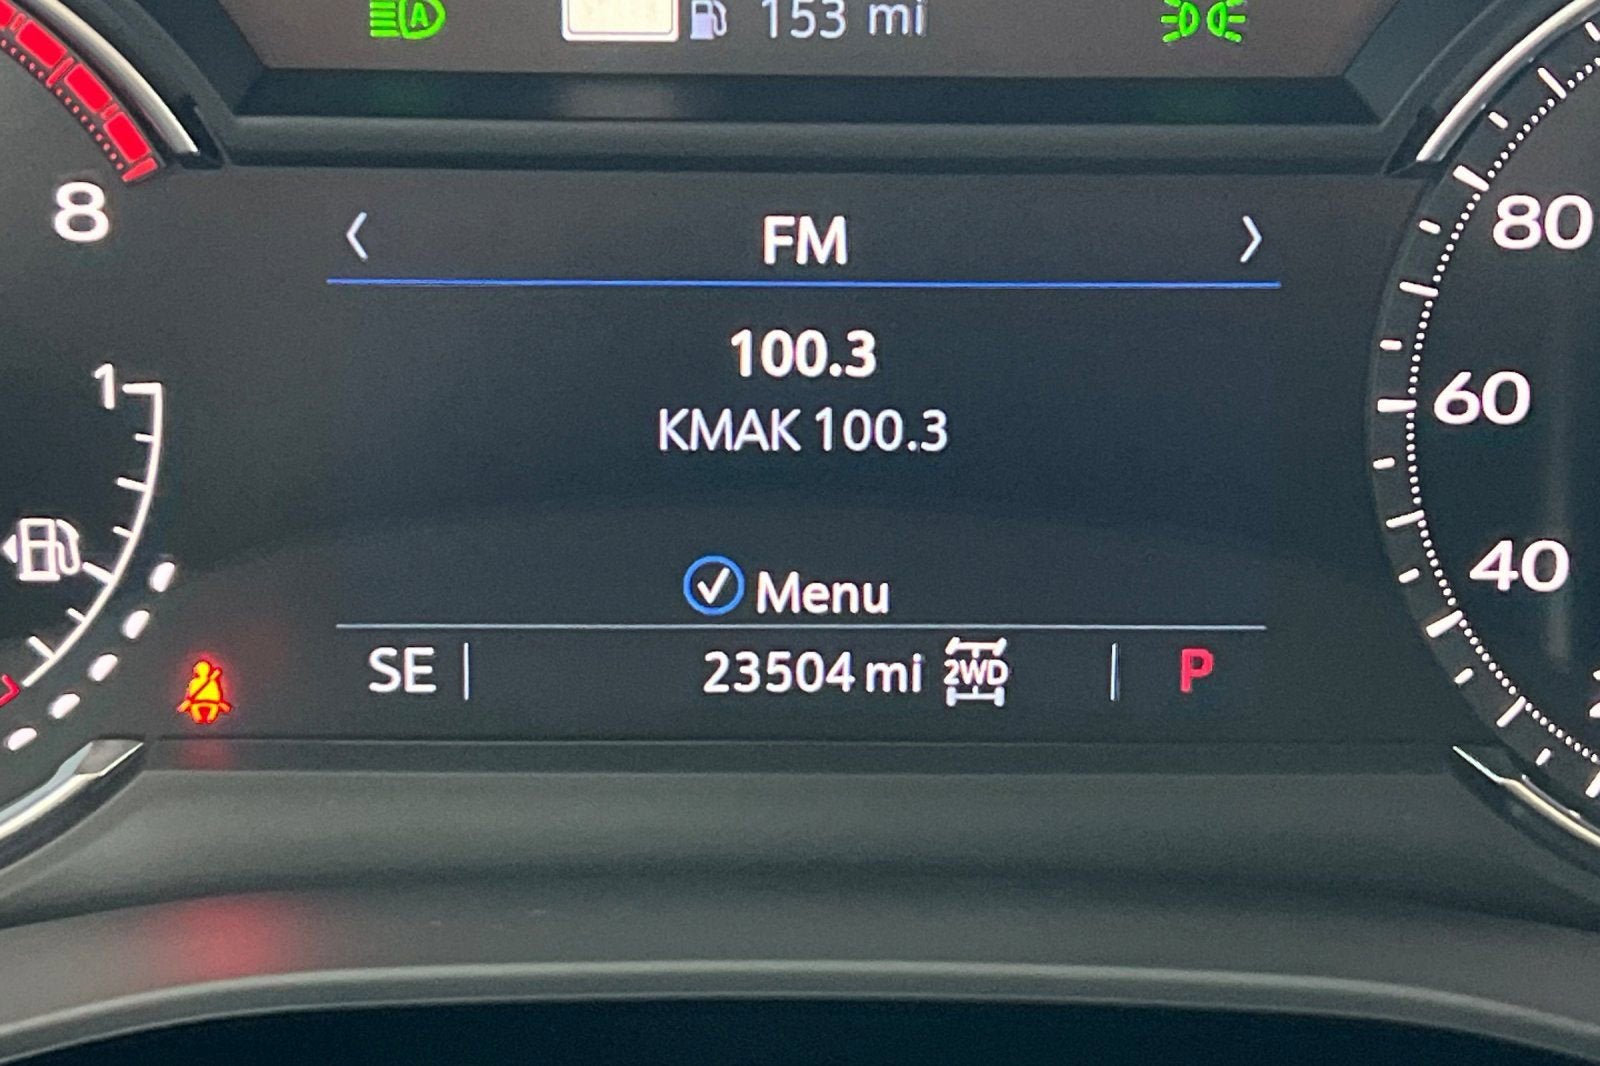 A 153 mi
8 FM 80
100.3
1 KMAK 100.3 60
40
Menu
SE 23504 mi 2WD P